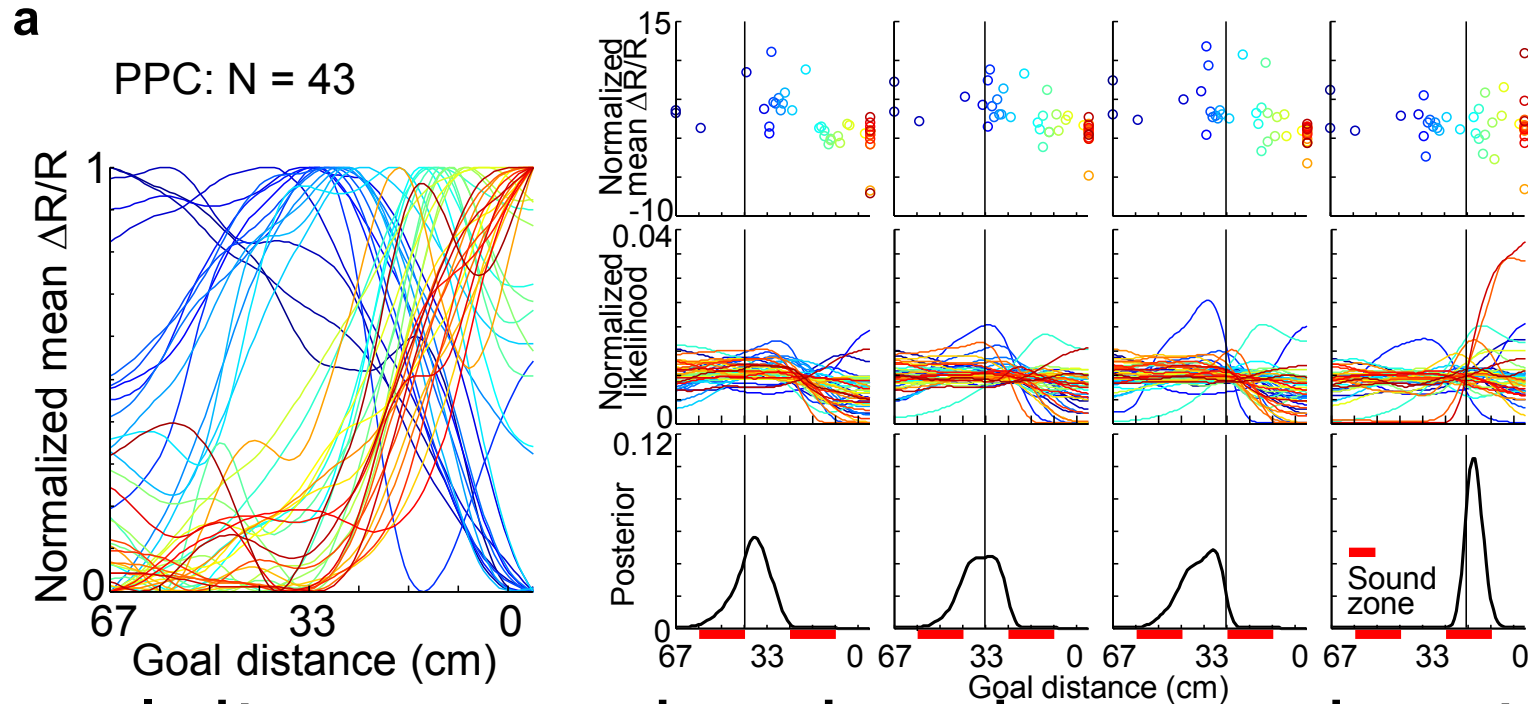 a
PPC: N = 43
Normalized mean ΔR/R
1
0
67 33 0
Goal distance (cm)
Normalized
mean ΔR/R
15
-10
Normalized
likelihood
0.04
0
Posterior
0.12
0
Sound
zone
67 33 0 67 33 0 67 33 0 67 33 0
Goal distance (cm)